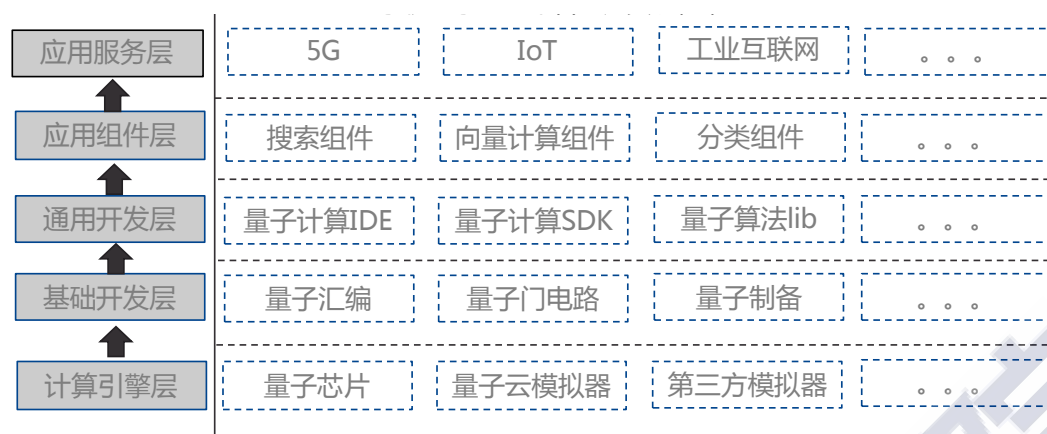 应用服务层 5G IoT 工业互联网 。。。
应用组件层 搜索组件 向量计算组件 分类组件 。。。
通用开发层 量子计算IDE 量子计算SDK 量子算法lib 。。。
基础开发层 量子汇编 量子门电路 量子制备 。。。
计算引擎层 量子芯片 量子云模拟器 第三方模拟器 。。。